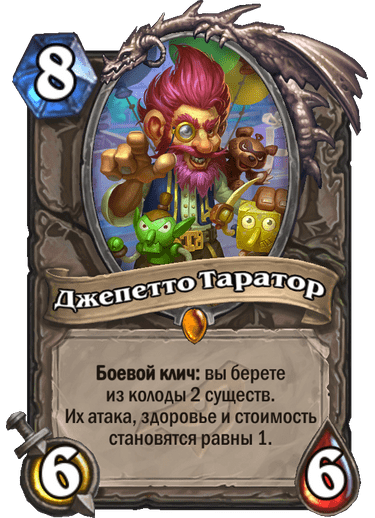 8
Джепетто Таратор
Боевой клич: вы берете
из колоды 2 существ.
Их атака, здоровье и стоимость
становятся равны 1.
6
6